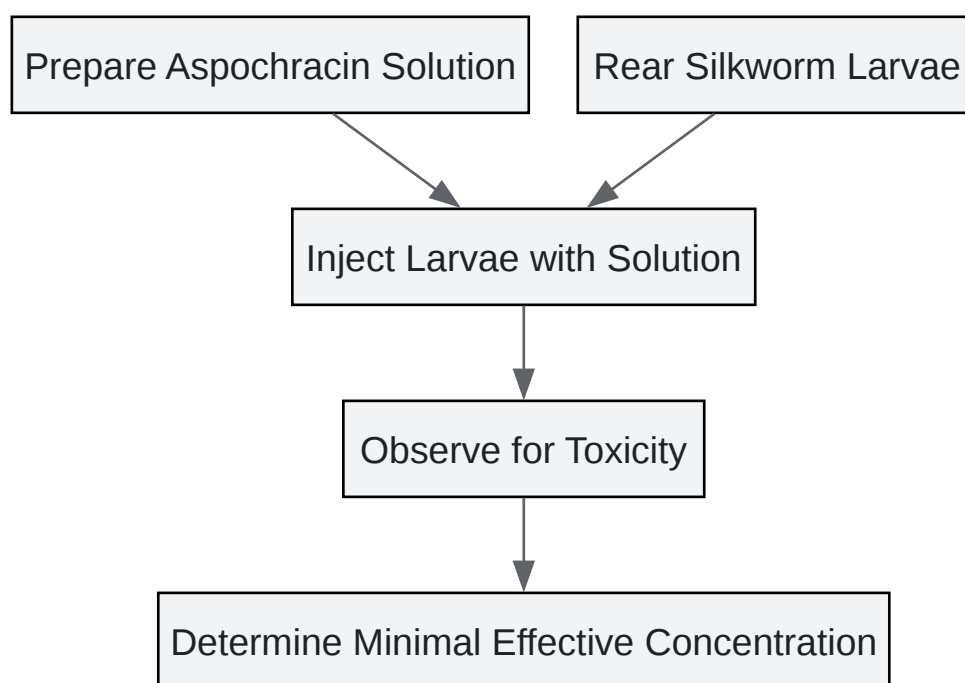 Prepare Aspochracin Solution
Rear Silkworm Larvae
Inject Larvae with Solution
Observe for Toxicity
Determine Minimal Effective Concentration